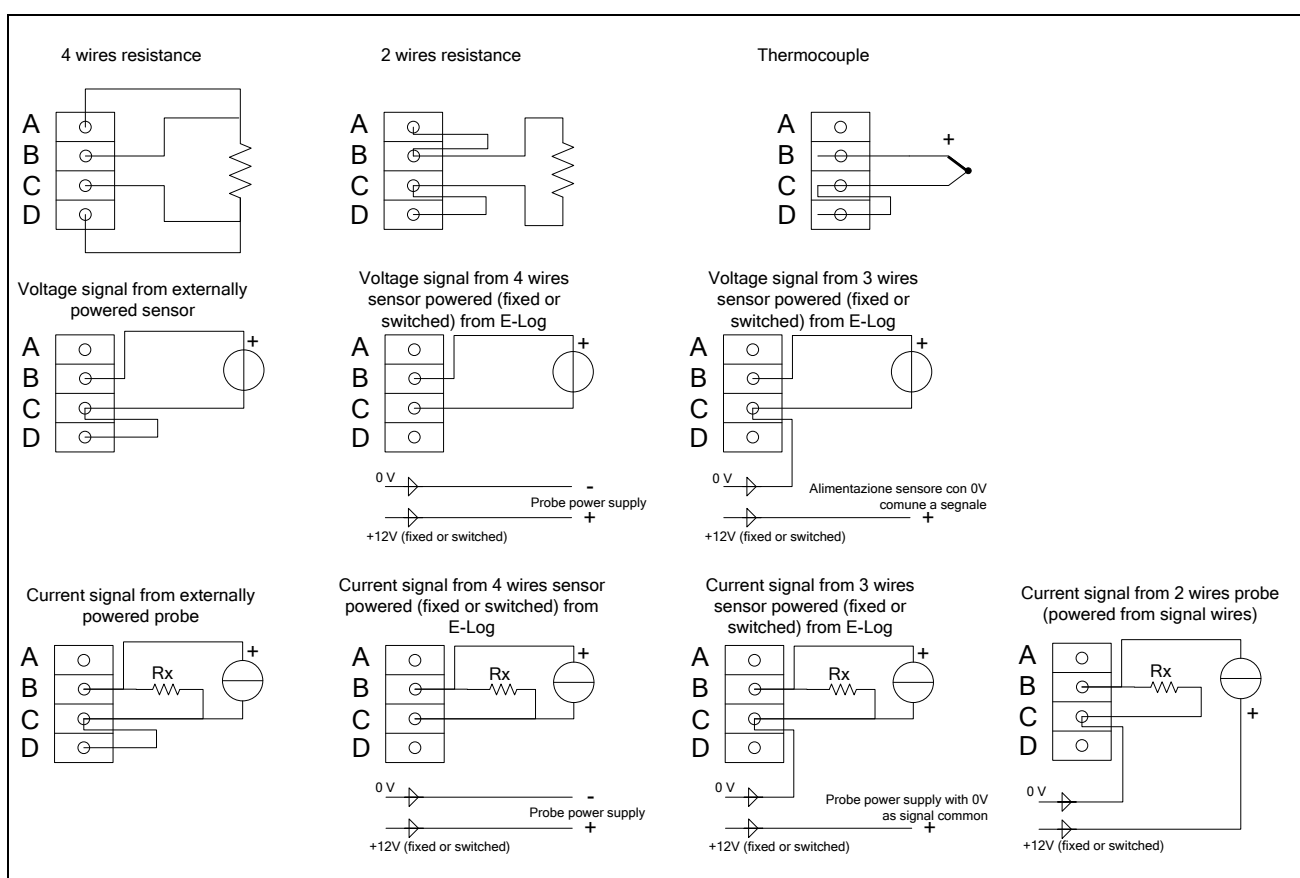 4 wires resistance
A
B
C
D
2 wires resistance
A
B
C
D
Thermocouple
A
B
C
D
+
Voltage signal from externally
powered sensor
A
B
C
D
+
Voltage signal from 4 wires
sensor powered (fixed or
switched) from E-Log
A
B
C
D
+
0 V
-
Probe power supply
+
+12V (fixed or switched)
Voltage signal from 3 wires
sensor powered (fixed or
switched) from E-Log
A
B
C
D
+
0 V
Alimentazione sensore con 0V
comune a segnale
+
+12V (fixed or switched)
Current signal from externally
powered probe
A
B
C
D
Rx
+
Current signal from 4 wires sensor
powered (fixed or switched) from
E-Log
A
B
C
D
Rx
+
0 V
-
Probe power supply
+
+12V (fixed or switched)
Current signal from 3 wires
sensor powered (fixed or
switched) from E-Log
A
B
C
D
Rx
+
0 V
Probe power supply with 0V
as signal common
+
+12V (fixed or switched)
Current signal from 2 wires probe
(powered from signal wires)
A
B
C
D
Rx
+
0 V
+12V (fixed or switched)